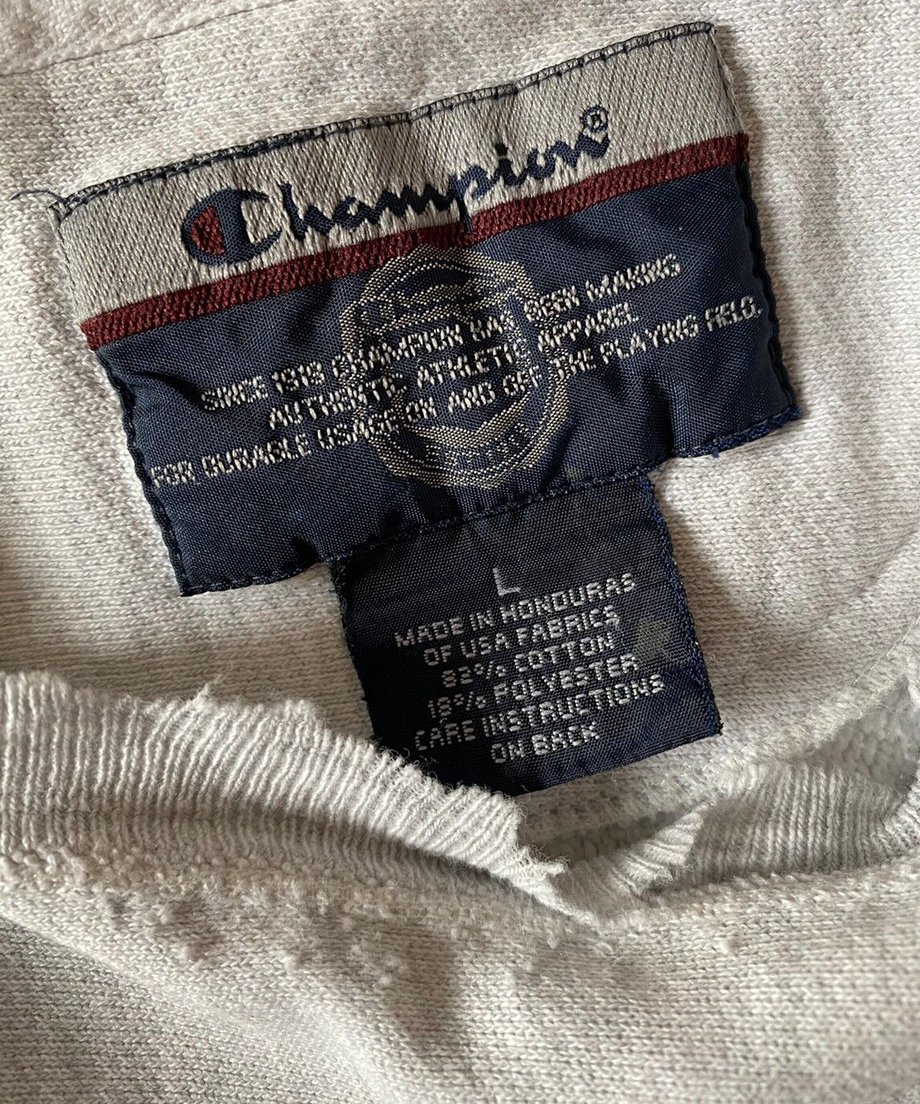 Champion®
SINCE 1919 CHAMPION HAS BEEN MAKING
AUTHENTIC ATHLETIC APPAREL
FOR DURABLE USAGE ON AND OFF THE PLAYING FIELD.
L
MADE IN HONDURAS
OF USA FABRICS
82% COTTON
18% POLYESTER
CARE INSTRUCTIONS
ON BACK